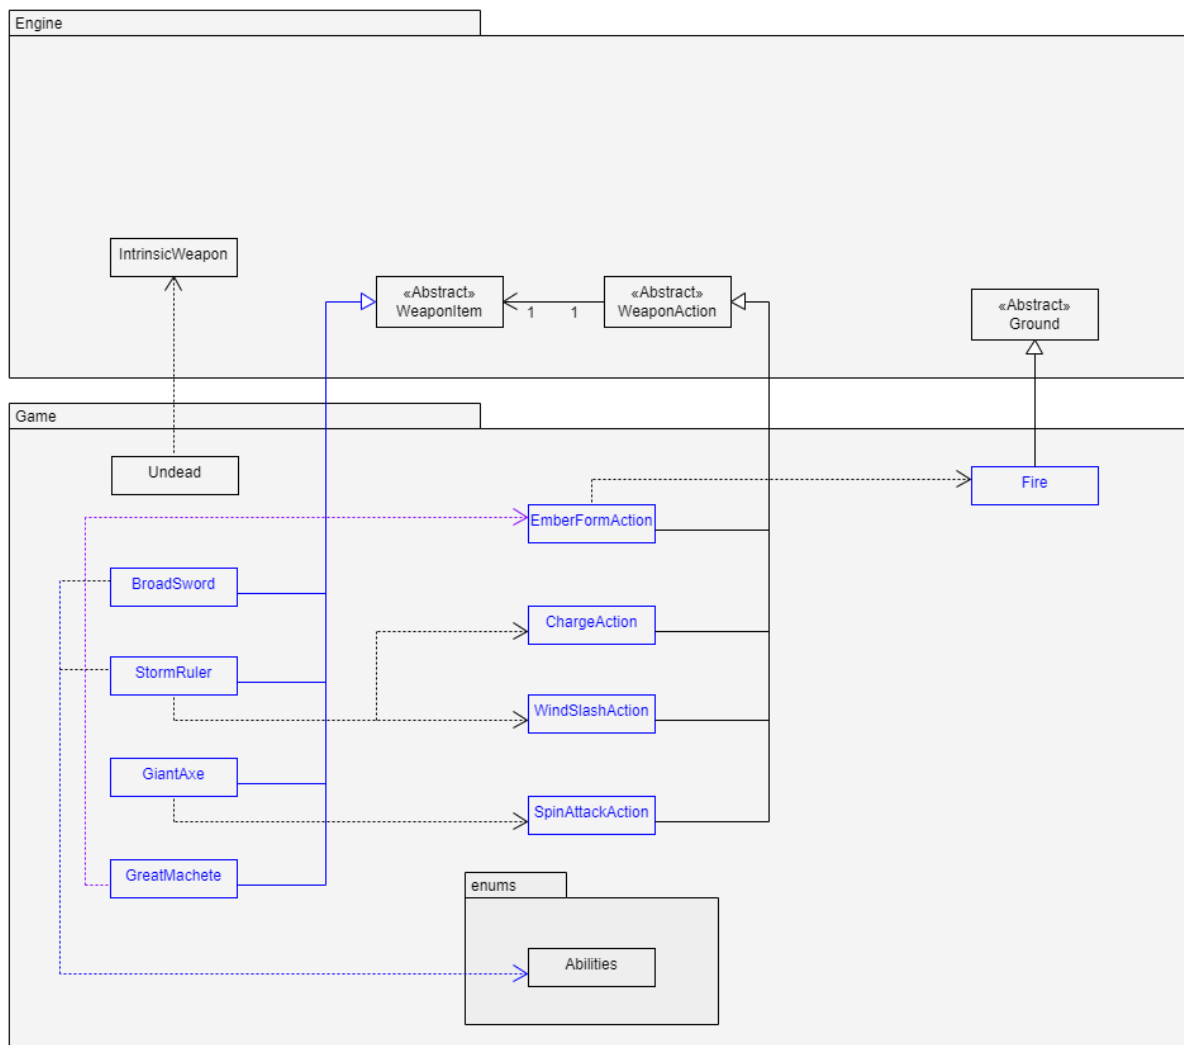 Engine
IntrinsicWeapon
«Abstract»
WeaponItem
1
1
«Abstract»
WeaponAction
«Abstract»
Ground
Game
Undead
Fire
EmberFormAction
BroadSword
ChargeAction
StormRuler
WindSlashAction
GiantAxe
SpinAttackAction
GreatMachete
enums
Abilities